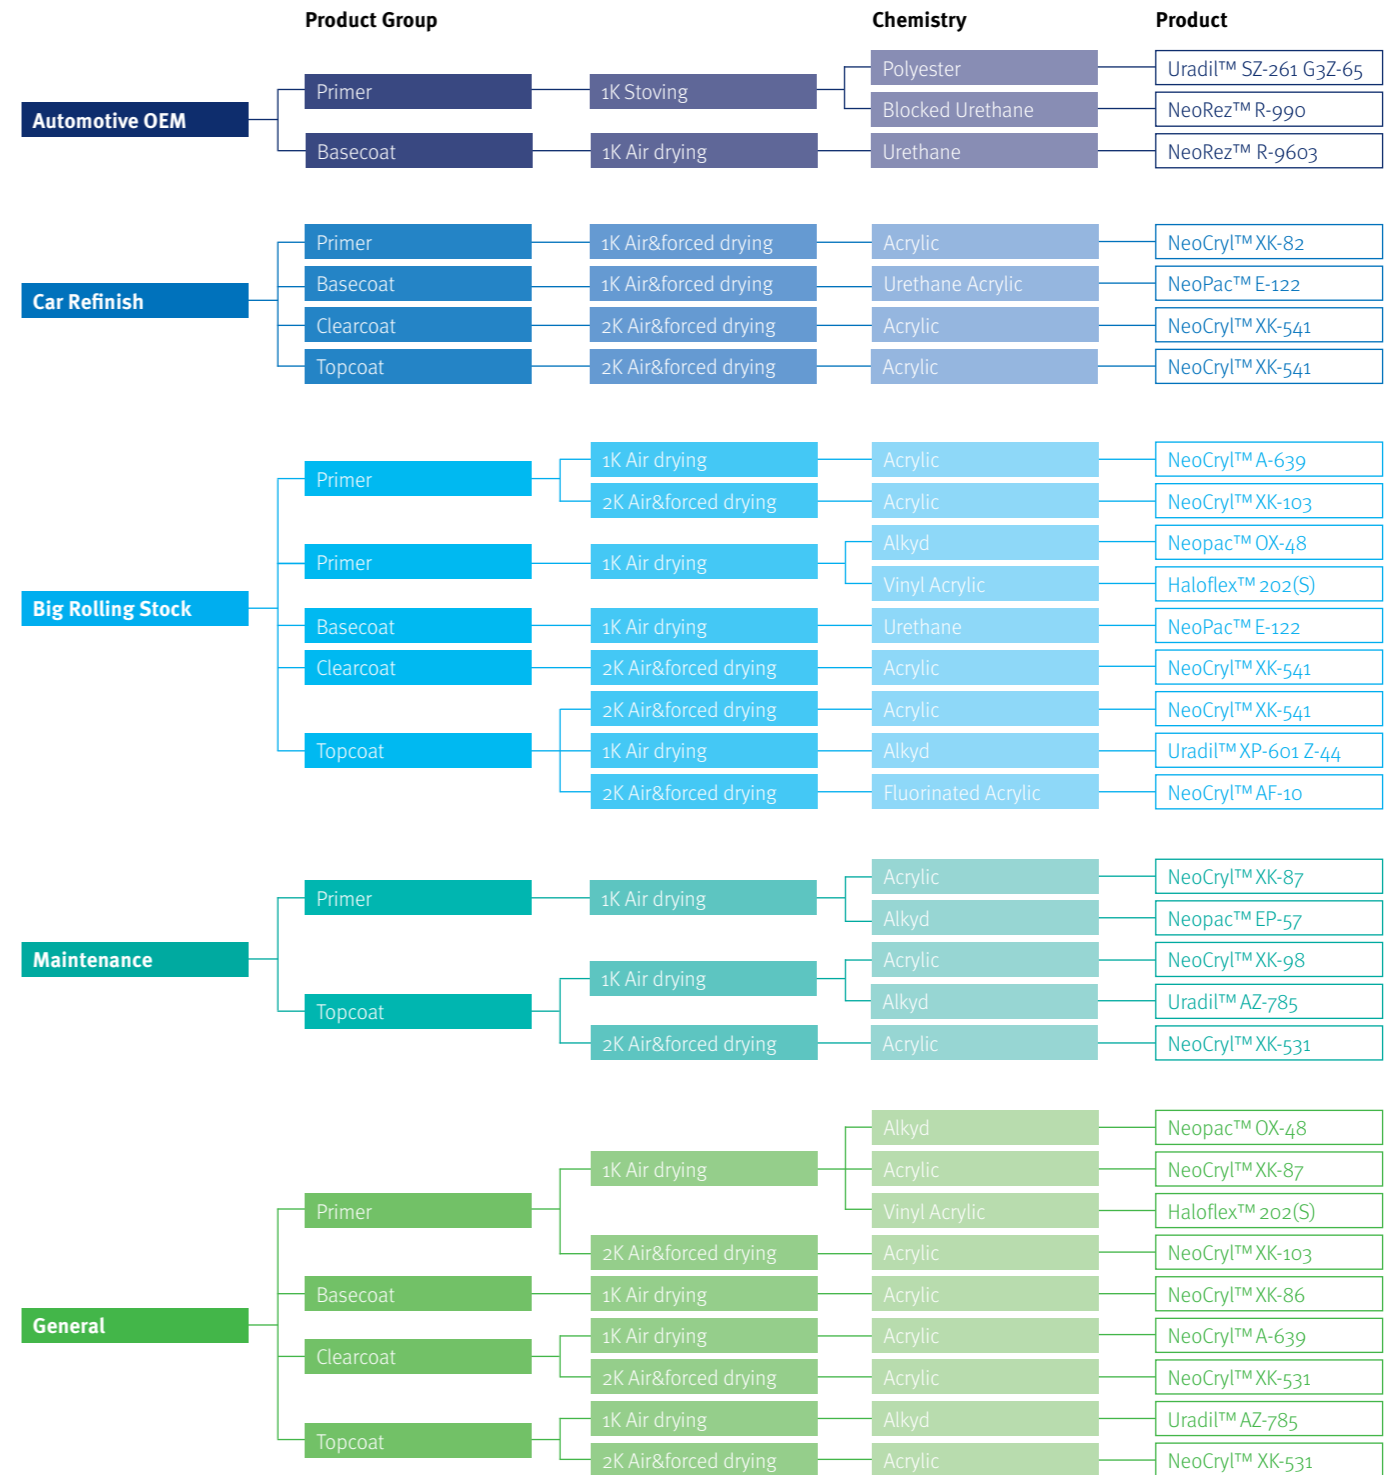 Product Group Chemistry Product
Polyester Uradil™ SZ-261 G3Z-65
Primer 1K Stoving
Blocked Urethane NeoRez™ R-990
Automotive OEM
Basecoat 1K Air drying Urethane NeoRez™ R-9603
Primer 1K Air&forced drying Acrylic NeoCryl™ XK-82
Basecoat 1K Air&forced drying Urethane Acrylic NeoPac™ E-122
Car Refinish
Clearcoat 2K Air&forced drying Acrylic NeoCryl™ XK-541
Topcoat 2K Air&forced drying Acrylic NeoCryl™ XK-541
1K Air drying Acrylic NeoCryl™ A-639
Primer
2K Air&forced drying Acrylic NeoCryl™ XK-103
Alkyd Neopac™ OX-48
Primer 1K Air drying
Vinyl Acrylic Haloflex™ 202(S)
Big Rolling Stock
Basecoat 1K Air drying Urethane NeoPac™ E-122
Clearcoat 2K Air&forced drying Acrylic NeoCryl™ XK-541
2K Air&forced drying Acrylic NeoCryl™ XK-541
Topcoat 1K Air drying Alkyd Uradil™ XP-601 Z-44
2K Air&forced drying Fluorinated Acrylic NeoCryl™ AF-10
Acrylic NeoCryl™ XK-87
Primer 1K Air drying
Alkyd Neopac™ EP-57
Maintenance Acrylic NeoCryl™ XK-98
1K Air drying
Alkyd Uradil™ AZ-785
Topcoat
2K Air&forced drying Acrylic NeoCryl™ XK-531
Alkyd Neopac™ OX-48
1K Air drying Acrylic NeoCryl™ XK-87
Primer Vinyl Acrylic Haloflex™ 202(S)
2K Air&forced drying Acrylic NeoCryl™ XK-103
Basecoat 1K Air drying Acrylic NeoCryl™ XK-86
General
1K Air drying Acrylic NeoCryl™ A-639
Clearcoat
2K Air&forced drying Acrylic NeoCryl™ XK-531
1K Air drying Alkyd Uradil™ AZ-785
Topcoat
2K Air&forced drying Acrylic NeoCryl™ XK-531